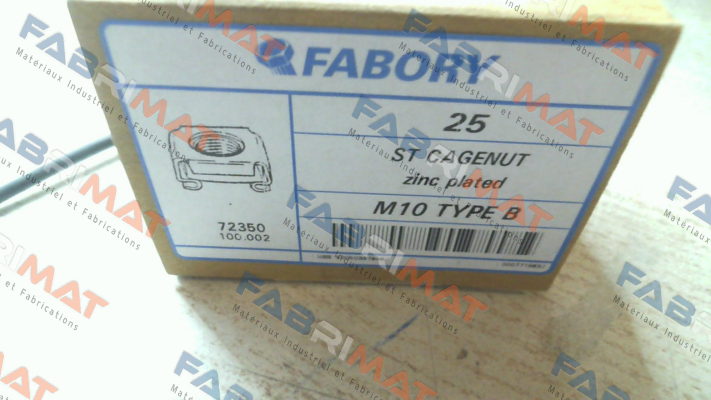 FABORY
25
ST CAGENUT
zinc plated
M10 TYPE B
72350
100.002
FABRIMAT
Matériaux Industriel et Fabrications